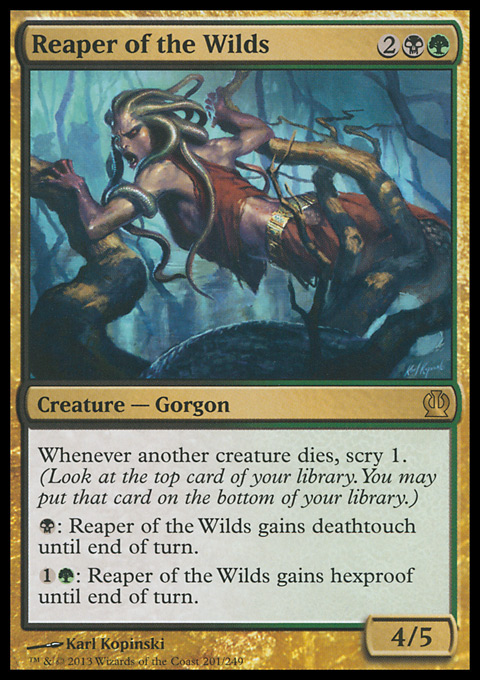 Reaper of the Wilds 2
Creature — Gorgon
Whenever another creature dies, scry 1.
(Look at the top card of your library. You may
put that card on the bottom of your library.)
: Reaper of the Wilds gains deathtouch
until end of turn.
1 : Reaper of the Wilds gains hexproof
until end of turn.
Karl Kopinski
4/5
™ & © 2013 Wizards of the Coast 201/249